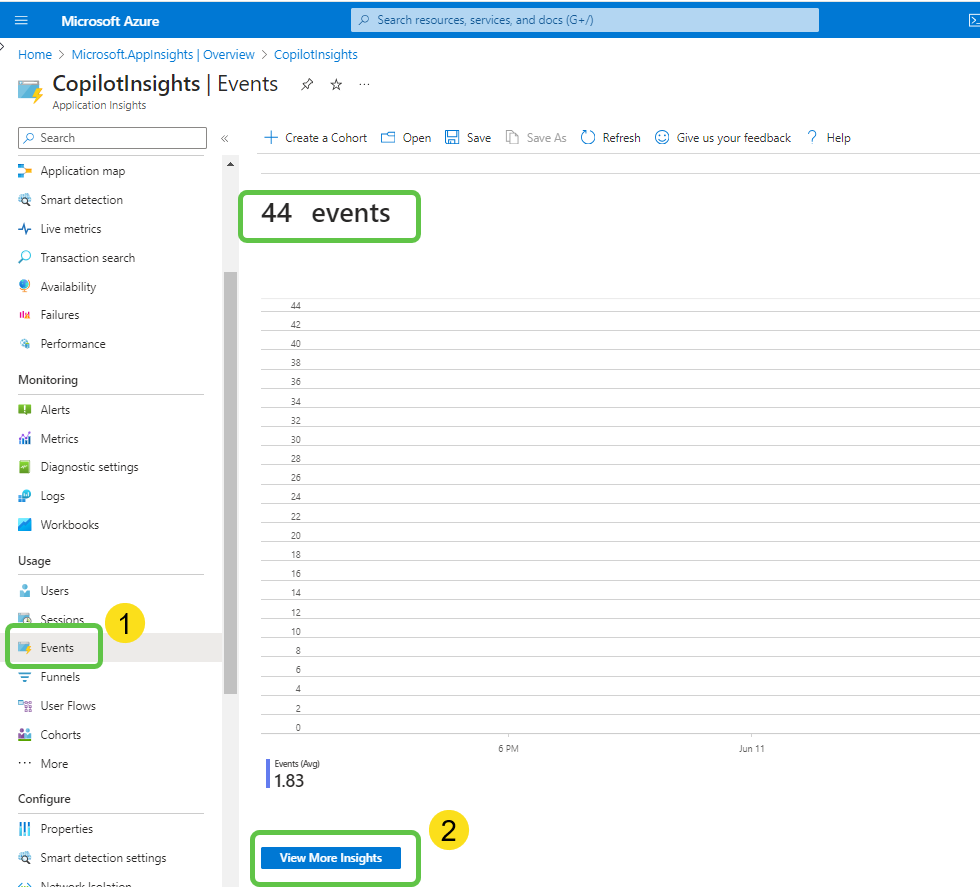 Microsoft Azure
Search resources, services, and docs (G+/)
Home > Microsoft.AppInsights | Overview > CopilotInsights
CopilotInsights | Events
Application Insights
Search
Create a Cohort Open Save Save As Refresh Give us your feedback ? Help
Application map
Smart detection
Live metrics
Transaction search
Availability
Failures
Performance
Monitoring
Alerts
Metrics
Diagnostic settings
Logs
Workbooks
Usage
Users
Sessions
1
Events
Funnels
User Flows
Cohorts
More
Configure
Properties
Smart detection settings
Network Isolation
44 events
44
42
40
38
36
34
32
30
28
26
24
22
20
18
16
14
12
10
8
6
4
2
0
6 PM
Jun 11
Events (Avg)
1.83
2
View More Insights